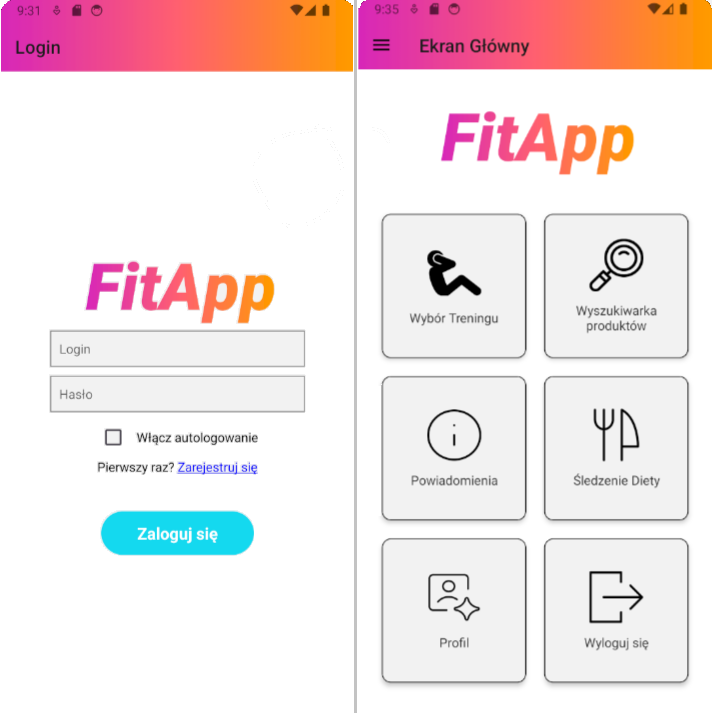 9:31
Login
FitApp
Login
Hasło
Włącz autologowanie
Pierwszy raz? Zarejestruj się
Zaloguj się
9:35
Ekran Główny
FitApp
Wybór Treningu
Wyszukiwarka
produktów
Powiadomienia
Śledzenie Diety
Profil
Wyloguj się